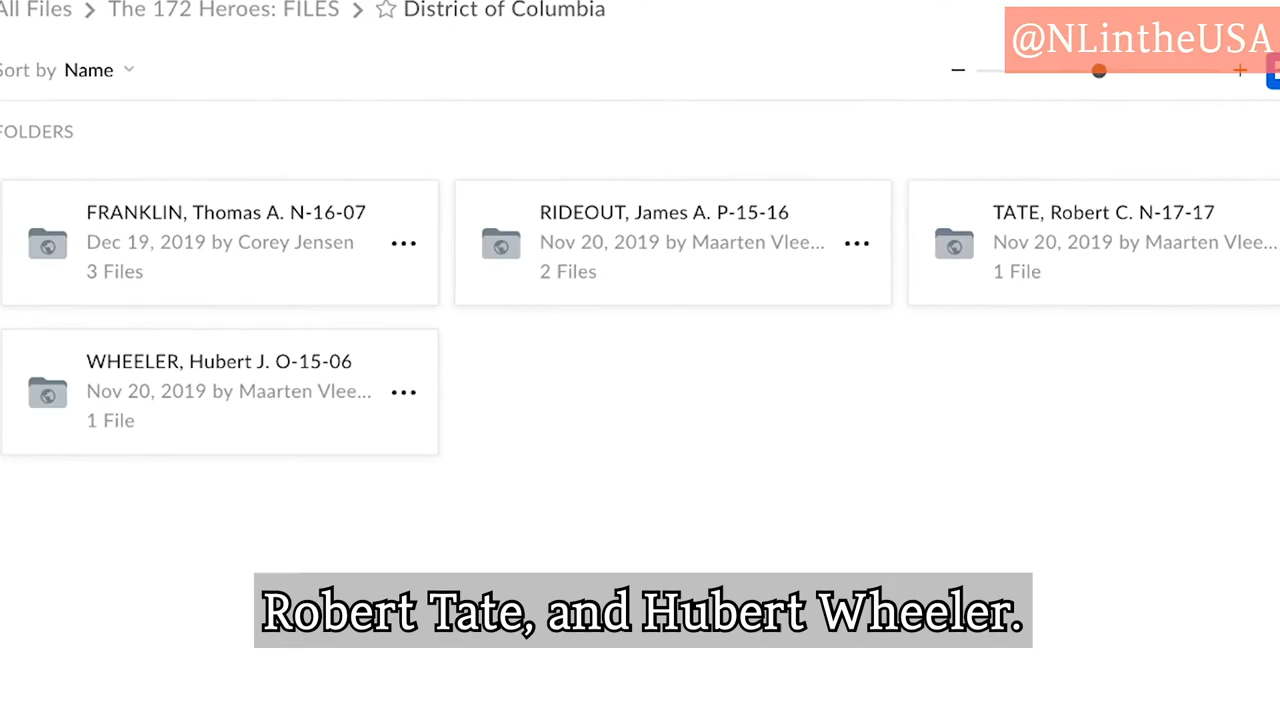 All Files > The 172 Heroes: FILES > District of Columbia
@NLintheUSA
Sort by Name
FOLDERS
FRANKLIN, Thomas A. N-16-07
Dec 19, 2019 by Corey Jensen
3 Files
RIDEOUT, James A. P-15-16
Nov 20, 2019 by Maarten Vlee...
2 Files
TATE, Robert C. N-17-17
Nov 20, 2019 by Maarten Vlee...
1 File
WHEELER, Hubert J. O-15-06
Nov 20, 2019 by Maarten Vlee...
1 File
Robert Tate, and Hubert Wheeler.